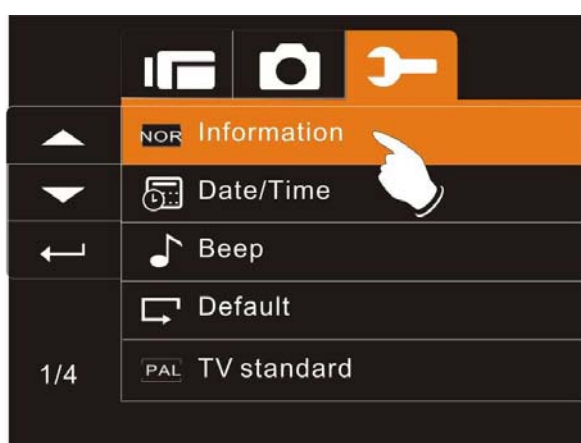 NOR Information
Date/Time
Beep
Default
PAL TV standard
1/4